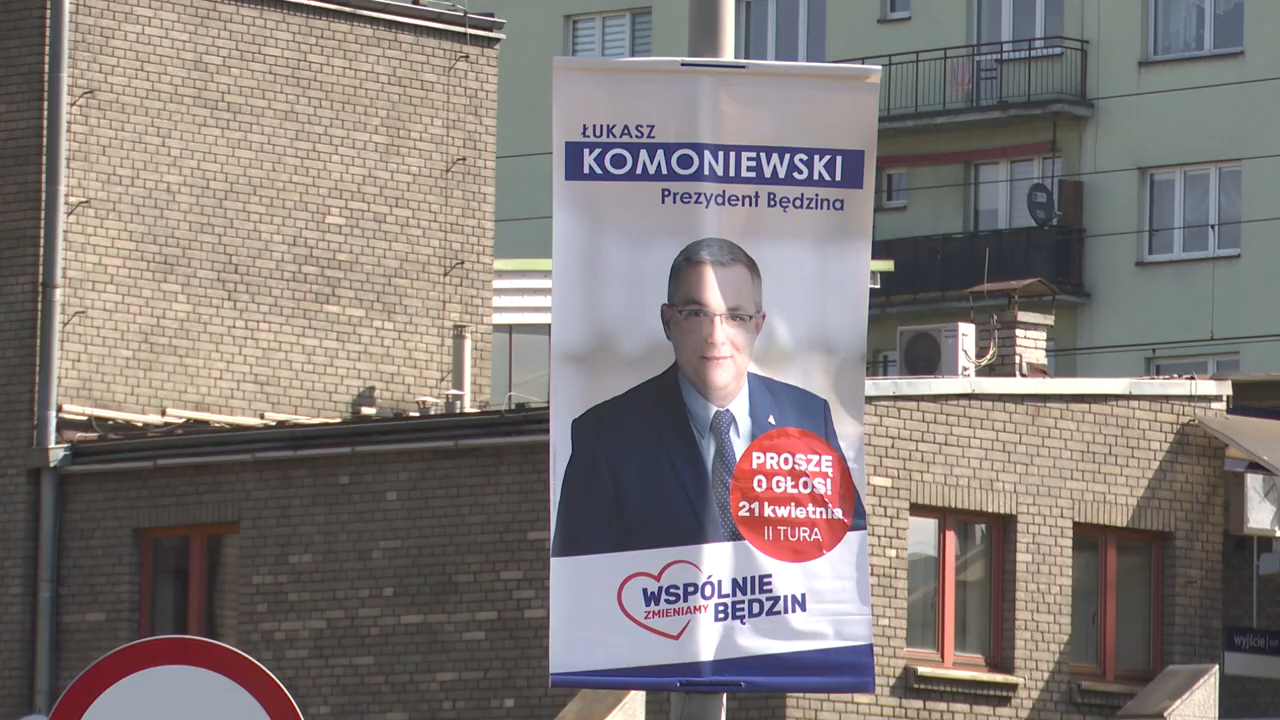 ŁUKASZ
KOMONIEWSKI
Prezydent Będzina
PROSZĘ
O GŁOS!
21 kwietnia
II TURA
WSPÓLNIE
ZMIENIAMY BĘDZIN
wyjście